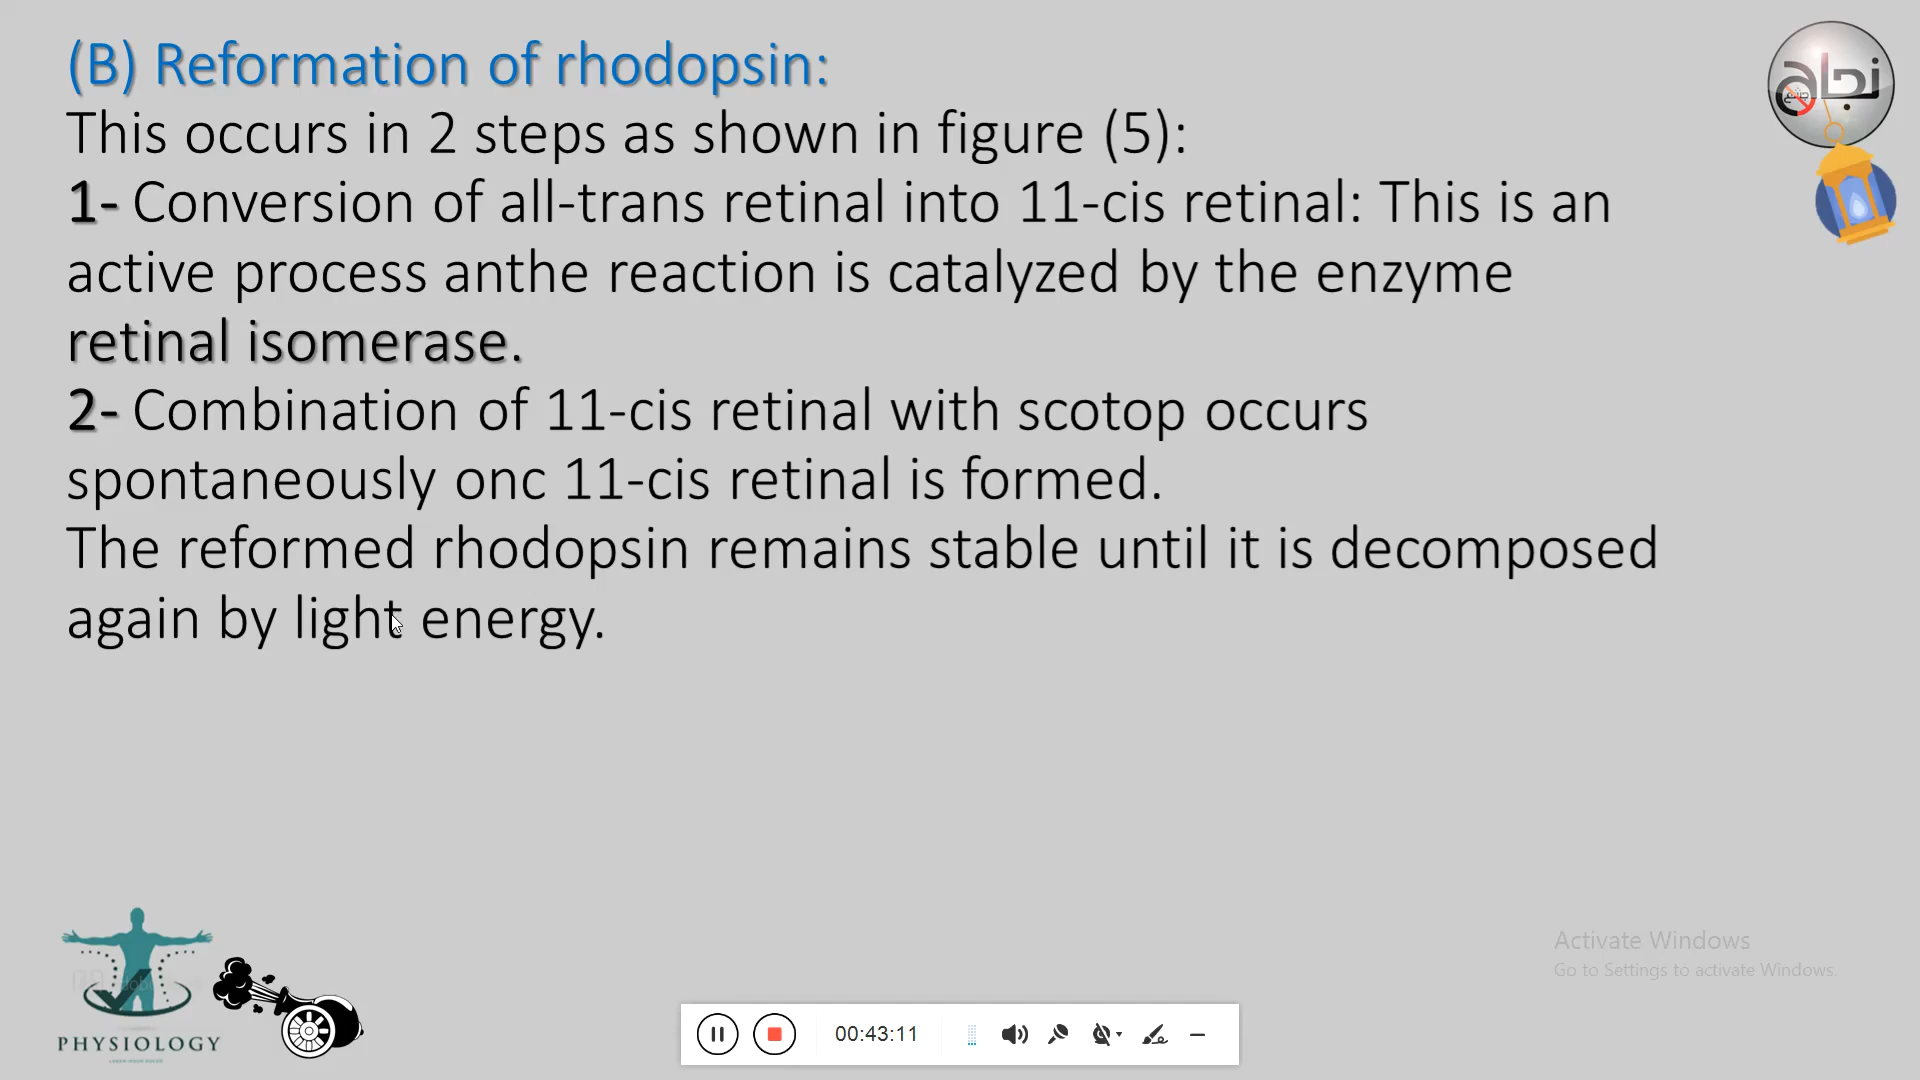 (B) Reformation of rhodopsin:
This occurs in 2 steps as shown in figure (5):
1- Conversion of all-trans retinal into 11-cis retinal: This is an
active process anthe reaction is catalyzed by the enzyme
retinal isomerase.
2- Combination of 11-cis retinal with scotop occurs
spontaneously onc 11-cis retinal is formed.
The reformed rhodopsin remains stable until it is decomposed
again by light energy.
Activate Windows
Go to Settings to activate Windows.
PHYSIOLOGY
00:43:11